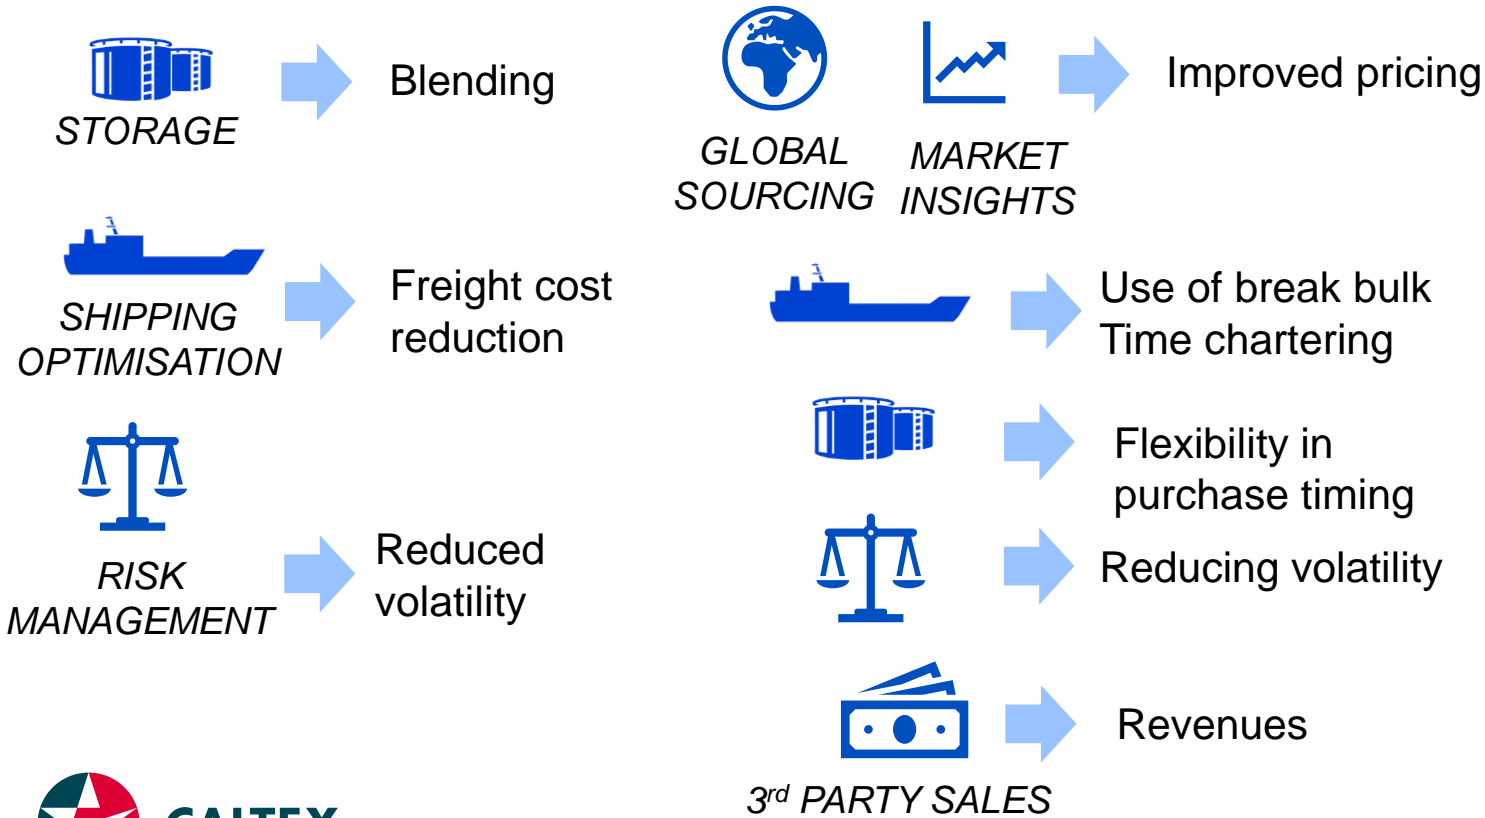 Blending
STORAGE
Freight cost
reduction
SHIPPING
OPTIMISATION
Reduced
volatility
RISK
MANAGEMENT
Improved pricing
GLOBAL
SOURCING
MARKET
INSIGHTS
Use of break bulk
Time chartering
Flexibility in
purchase timing
Reducing volatility
Revenues
3rd PARTY SALES
CALTEX